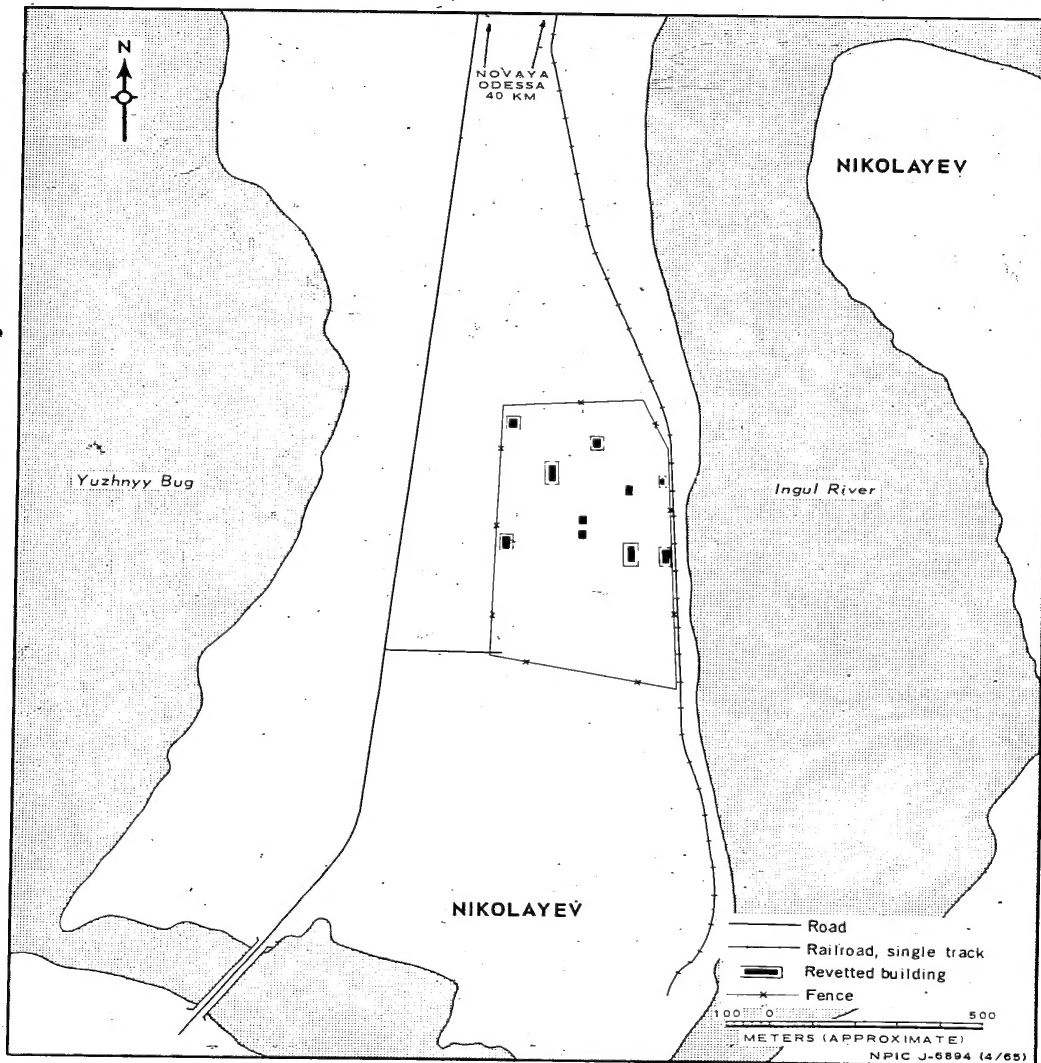 N
NOVAYA
ODESSA
40 KM
NIKOLAYEV
Yuzhnyy Bug
Ingul River
NIKOLAYEV
Road
Railroad, single track
Revetted building
Fence
100 0 500
METERS (APPROXIMATE)
NPIC J-6894 (4/65)